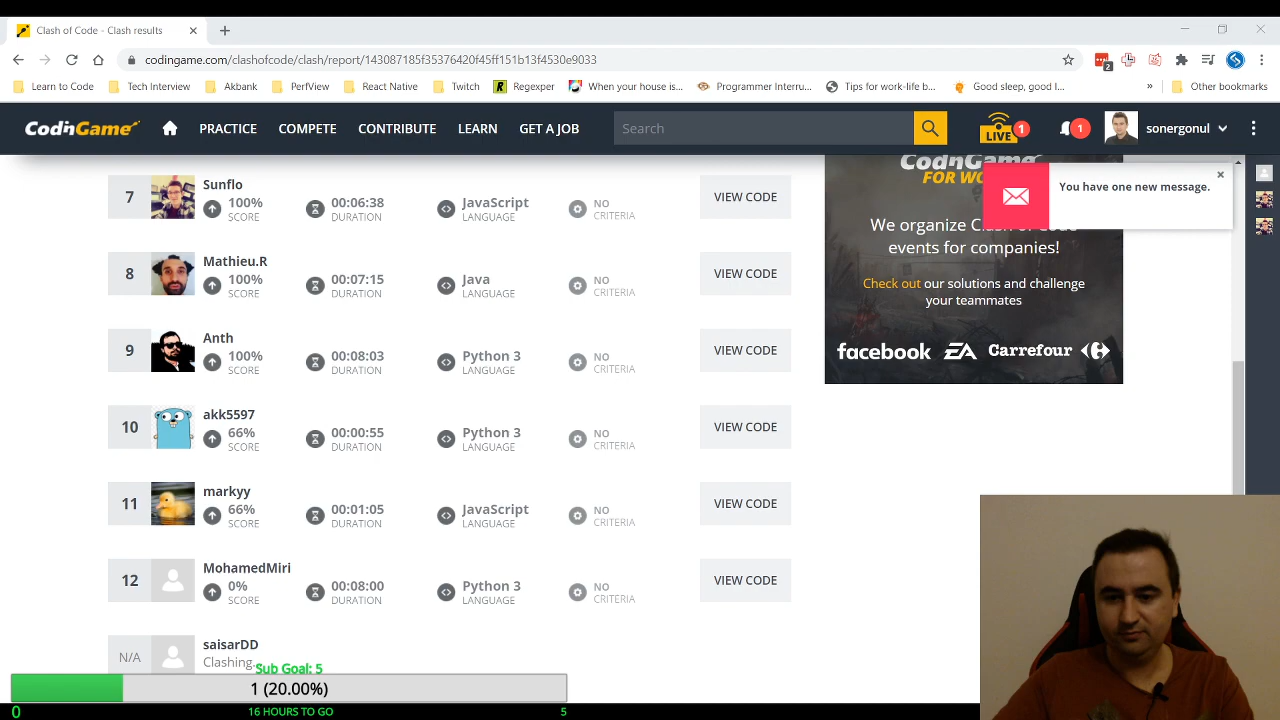 Clash of Code - Clash results
Learn to Code
Tech Interview
Akbank
PerfView
React Native
Twitch
Regexper
When your house is...
Programmer Interru...
Tips for work-life b...
Good sleep, good l...
»
Other bookmarks
2
CodinGame
PRACTICE
COMPETE
CONTRIBUTE
LEARN
GET A JOB
Search
LIVE
1
1
sonergonul
You have one new message.
7
Sunflo
100%
SCORE
00:06:38
DURATION
JavaScript
LANGUAGE
NO
CRITERIA
VIEW CODE
8
Mathieu.R
100%
SCORE
00:07:15
DURATION
Java
LANGUAGE
NO
CRITERIA
VIEW CODE
9
Anth
100%
SCORE
00:08:03
DURATION
Python 3
LANGUAGE
NO
CRITERIA
VIEW CODE
10
akk5597
66%
SCORE
00:00:55
DURATION
Python 3
LANGUAGE
NO
CRITERIA
VIEW CODE
11
markyy
66%
SCORE
00:01:05
DURATION
JavaScript
LANGUAGE
NO
CRITERIA
VIEW CODE
12
MohamedMiri
0%
SCORE
00:08:00
DURATION
Python 3
LANGUAGE
NO
CRITERIA
VIEW CODE
N/A
saisarDD
Clashing...
CodinGame
FOR WO
We organize Clash of Code
events for companies!
Check out our solutions and challenge
your teammates
facebook EA Carrefour
Sub Goal: 5
1 (20.00%)
0
16 HOURS TO GO
5